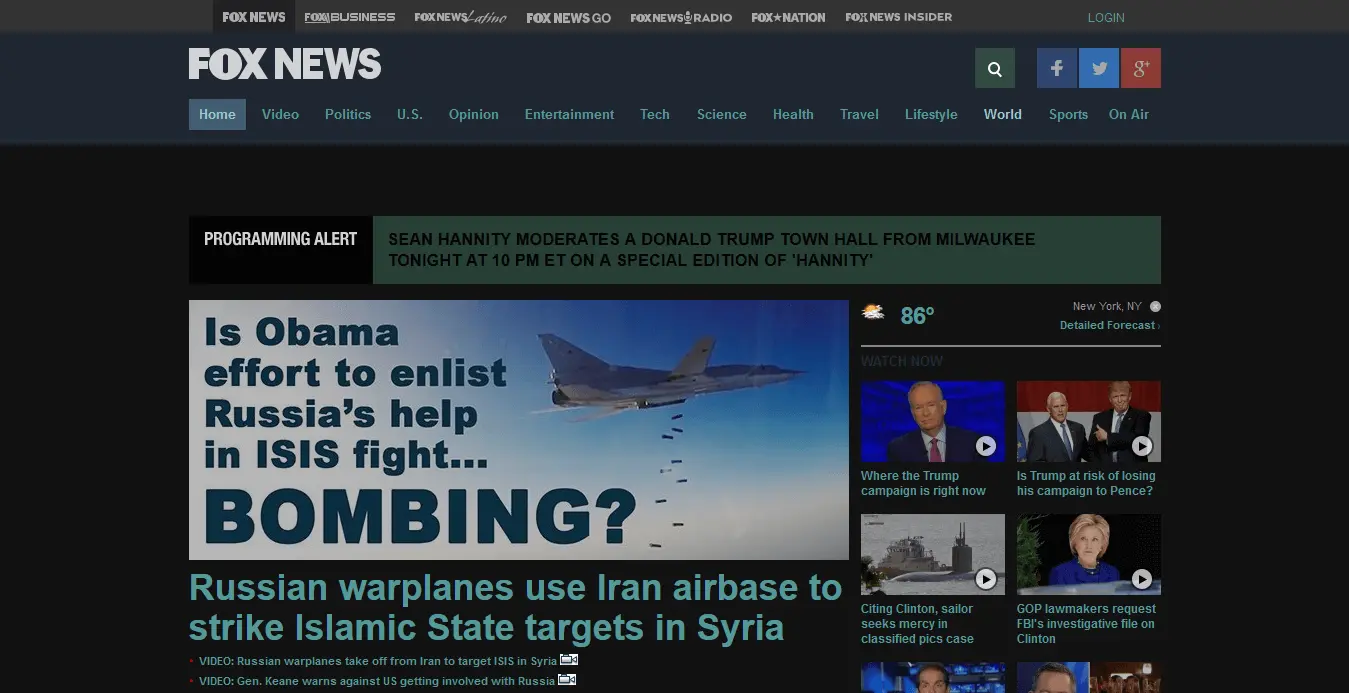 FOX NEWS
FOX BUSINESS
FOX NEWS Latino
FOX NEWS GO
FOX NEWS RADIO
FOX NATION
FOX NEWS INSIDER
LOGIN
FOX NEWS
f
g+
Home
Video
Politics
U.S.
Opinion
Entertainment
Tech
Science
Health
Travel
Lifestyle
World
Sports
On Air
PROGRAMMING ALERT
SEAN HANNITY MODERATES A DONALD TRUMP TOWN HALL FROM MILWAUKEE
TONIGHT AT 10 PM ET ON A SPECIAL EDITION OF 'HANNITY'
Is Obama
effort to enlist
Russia's help
in ISIS fight...
BOMBING?
Russian warplanes use Iran airbase to
strike Islamic State targets in Syria
VIDEO: Russian warplanes take off from Iran to target ISIS in Syria
VIDEO: Gen. Keane warns against US getting involved with Russia
86º
New York, NY
Detailed Forecast ›
WATCH NOW
Where the Trump
campaign is right now
Is Trump at risk of losing
his campaign to Pence?
Citing Clinton, sailor
seeks mercy in
classified pics case
GOP lawmakers request
FBI's investigative file on
Clinton